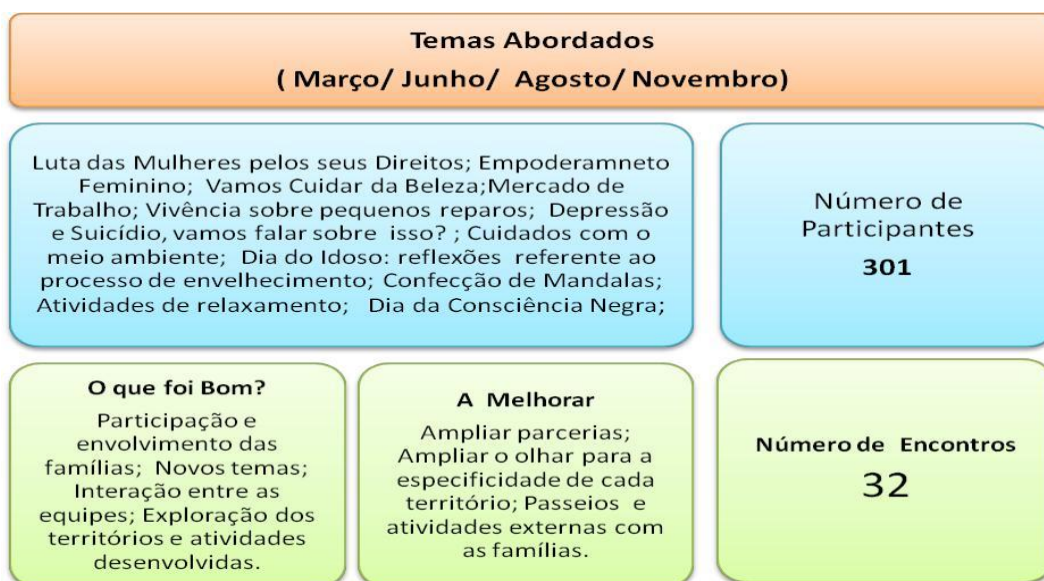 Temas Abordados
( Março/ Junho/ Agosto/ Novembro)
Luta das Mulheres pelos seus Direitos; Empoderamneto
Feminino; Vamos Cuidar da Beleza;Mercado de
Trabalho; Vivência sobre pequenos reparos; Depressão
e Suicídio, vamos falar sobre isso? ; Cuidados com o
meio ambiente; Dia do Idoso: reflexões referente ao
processo de envelhecimento; Confecção de Mandalas;
Atividades de relaxamento; Dia da Consciência Negra;
Número de
Participantes
301
O que foi Bom?
Participação e
envolvimento das
famílias; Novos temas;
Interação entre as
equipes; Exploração dos
territórios e atividades
desenvolvidas.
A Melhorar
Ampliar parcerias;
Ampliar o olhar para a
especificidade de cada
território; Passeios e
atividades externas com
as famílias.
Número de Encontros
32